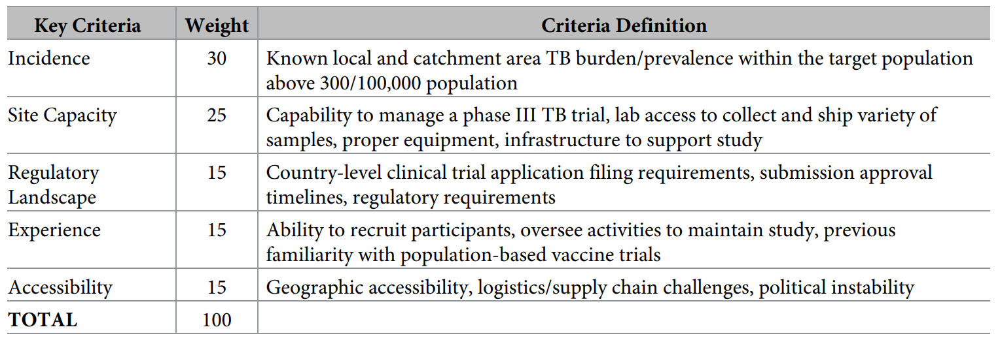 Key Criteria Weight Criteria Definition
Incidence 30 Known local and catchment area TB burden/prevalence within the target population
above 300/100,000 population
Site Capacity 25 Capability to manage a phase III TB trial, lab access to collect and ship variety of
samples, proper equipment, infrastructure to support study
Regulatory 15 Country-level clinical trial application filing requirements, submission approval
Landscape timelines, regulatory requirements
Experience 15 Ability to recruit participants, oversee activities to maintain study, previous
familiarity with population-based vaccine trials
Accessibility 15 Geographic accessibility, logistics/supply chain challenges, political instability
TOTAL 100